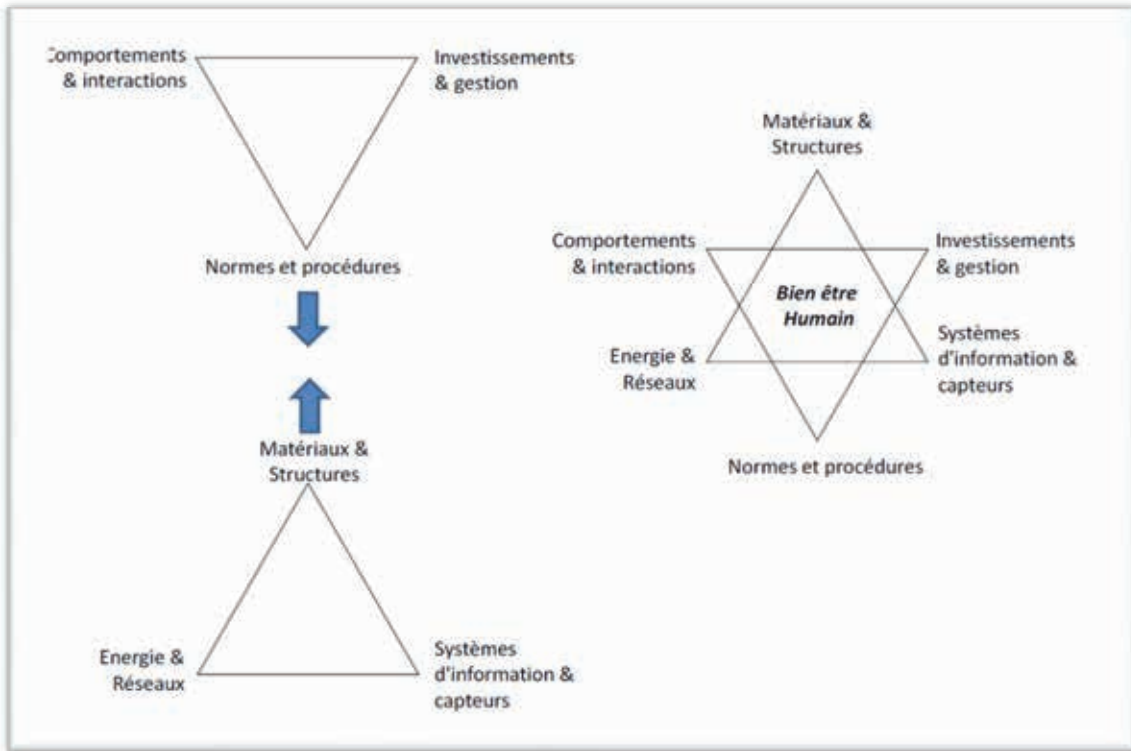 Comportements
& interactions
Investissements
& gestion
Normes et procédures
Matériaux &
Structures
Energie &
Réseaux
Systèmes
d'information &
capteurs
Matériaux &
Structures
Comportements
& interactions
Investissements
& gestion
Bien être
Humain
Energie &
Réseaux
Systèmes
d'information &
capteurs
Normes et procédures